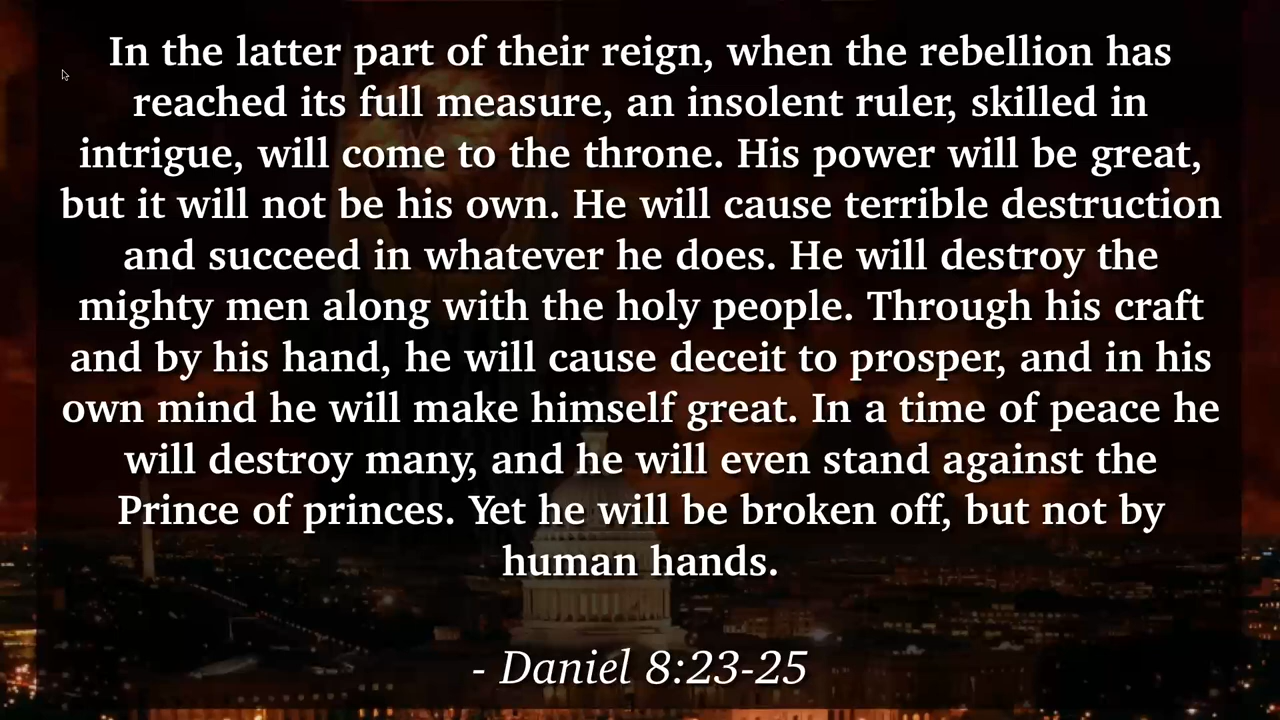 In the latter part of their reign, when the rebellion has
reached its full measure, an insolent ruler, skilled in
intrigue, will come to the throne. His power will be great,
but it will not be his own. He will cause terrible destruction
and succeed in whatever he does. He will destroy the
mighty men along with the holy people. Through his craft
and by his hand, he will cause deceit to prosper, and in his
own mind he will make himself great. In a time of peace he
will destroy many, and he will even stand against the
Prince of princes. Yet he will be broken off, but not by
human hands.
- Daniel 8:23-25